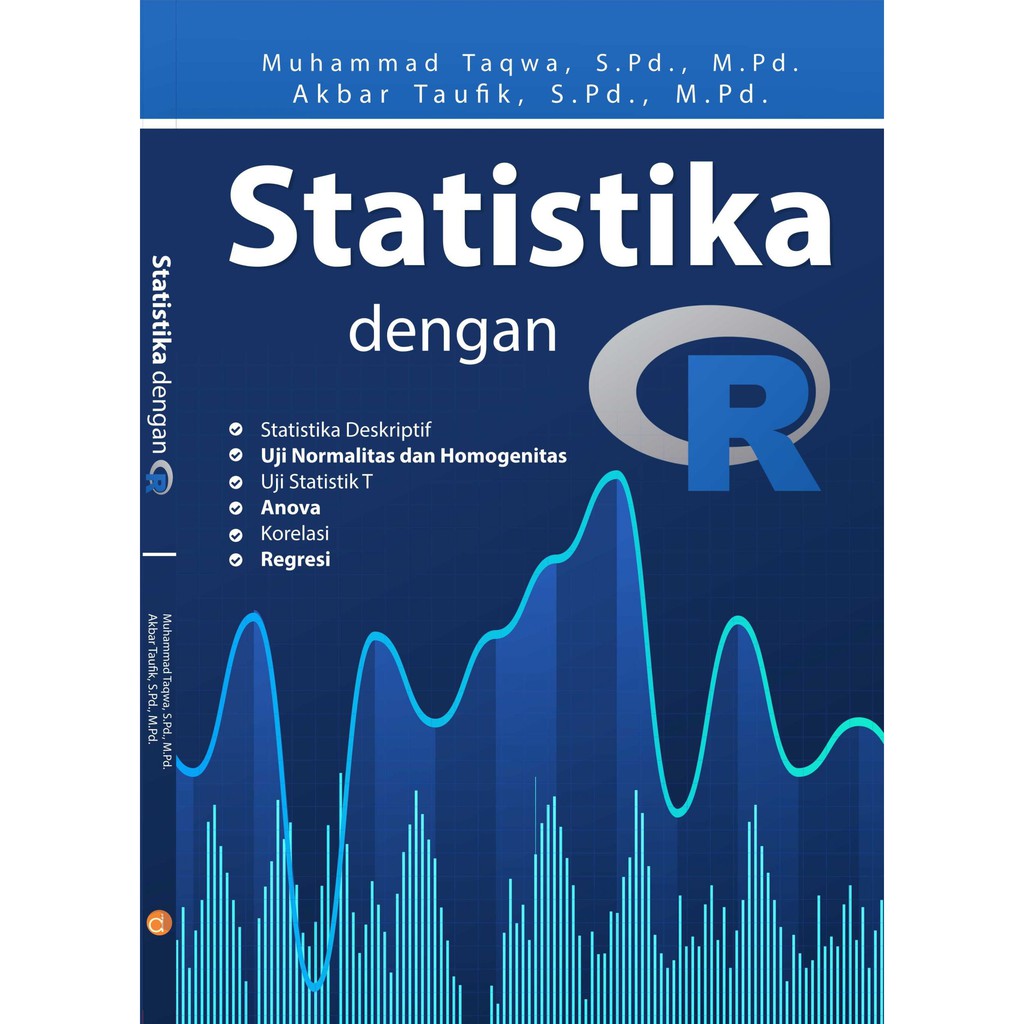 Muhammad Taqwa, S.Pd., M.Pd.
Akbar Taufik, S.Pd., M.Pd.
Statistika
dengan
R
Statistika Deskriptif
Uji Normalitas dan Homogenitas
Uji Statistik T
Anova
Korelasi
Regresi
Statistika dengan R
Muhammad Taqwa, S.Pd., M.Pd.
Akbar Taufik, S.Pd., M.Pd.